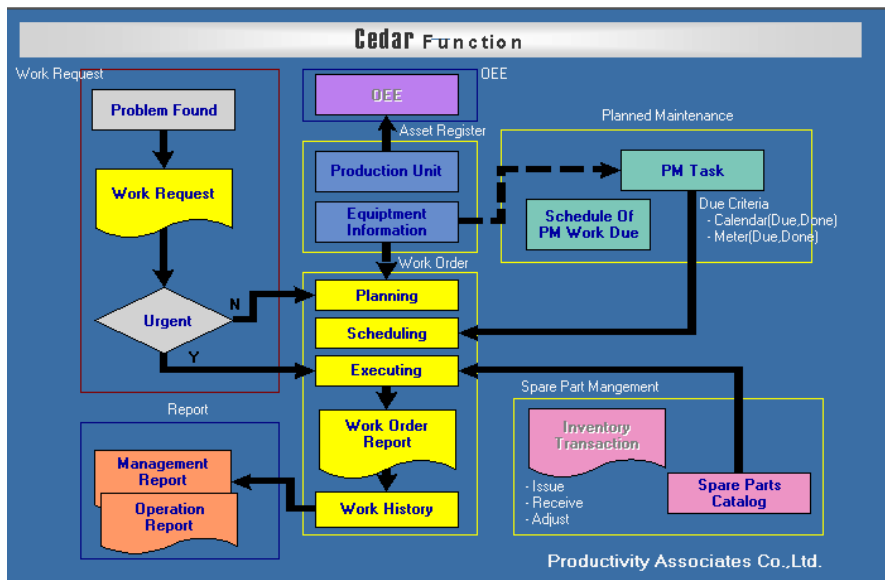 Cedar Function
Work Request
Problem Found
Work Request
Urgent
N
Y
OEE
OEE
Asset Register
Production Unit
Equiptment
Information
Planned Maintenance
PM Task
Schedule Of
PM Work Due
Due Criteria
- Calendar(Due,Done)
- Meter(Due,Done)
Work Order
Planning
Scheduling
Executing
Work Order
Report
Work History
Report
Management
Report
Operation
Report
Spare Part Mangement
Inventory
Transaction
- Issue
- Receive
- Adjust
Spare Parts
Catalog
Productivity Associates Co.,Ltd.